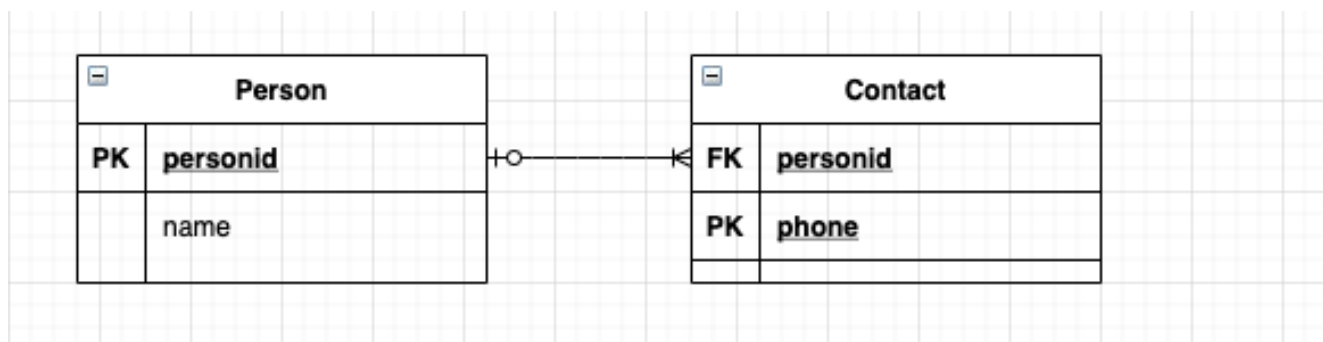 Person
PK personid
name
Contact
FK personid
PK phone